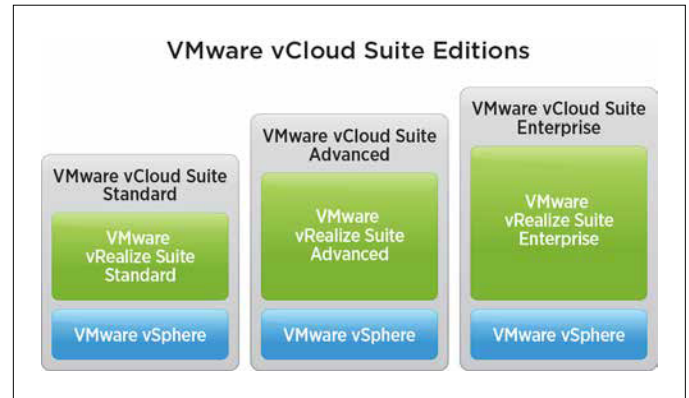 VMware vCloud Suite Editions
VMware vCloud Suite
Standard
VMware
vRealize Suite
Standard
VMware vSphere
VMware vCloud Suite
Advanced
VMware
vRealize Suite
Advanced
VMware vSphere
VMware vCloud Suite
Enterprise
VMware
vRealize Suite
Enterprise
VMware vSphere